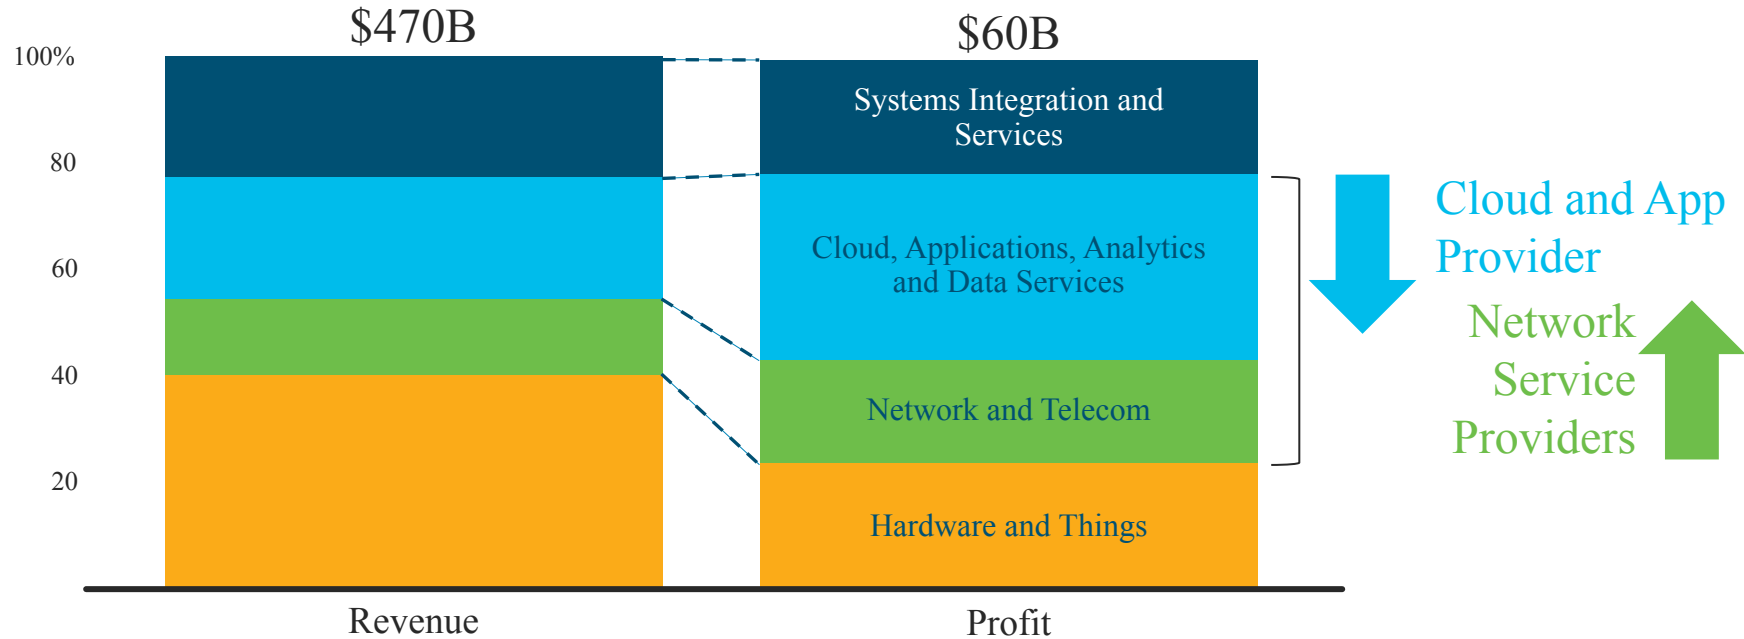 $470B
$60B
100%
80
60
40
20
Systems Integration and
Services
Cloud, Applications, Analytics
and Data Services
Network and Telecom
Hardware and Things
Cloud and App
Provider
Network
Service
Providers
Revenue
Profit